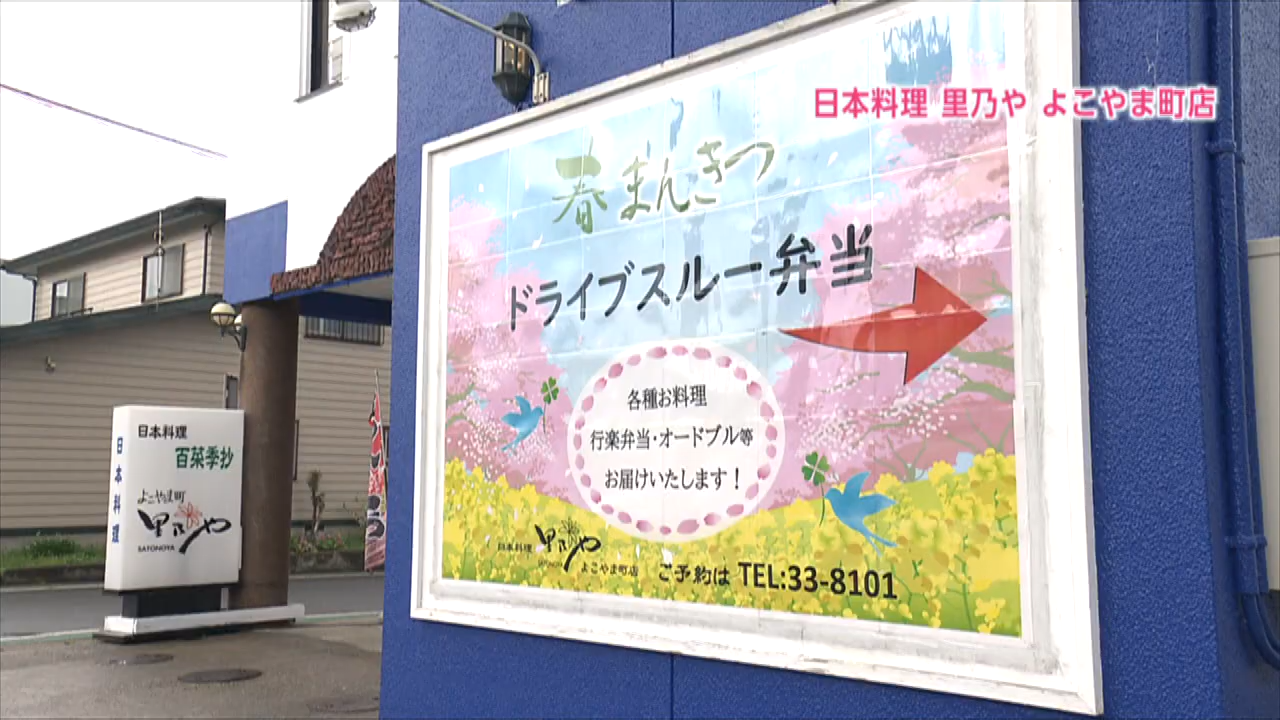 日本料理 里乃や よこやま町店
春まんきつ
ドライブスルー弁当
各種お料理
行楽弁当・オードブル等
お届けいたします！
日本料理 里乃や よこやま町店
SATONOYA
ご予約は TEL:33-8101
日本料理
百菜季抄
よこやま町
里乃や
SATONOYA
日本料理